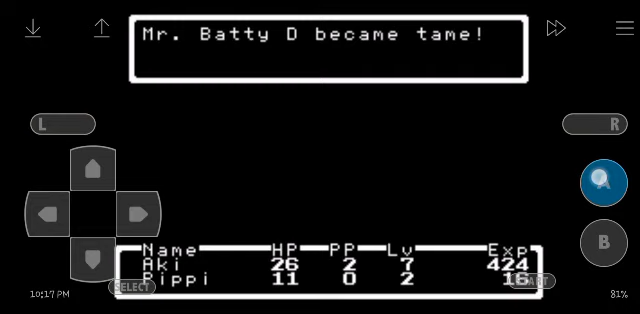 Mr. Batty D became tame!
L
R
A
B
Name HP PP Lv Exp
Aki 26 2 7 424
Pippi 11 0 2 16
SELECT
START
10:17 PM
81%